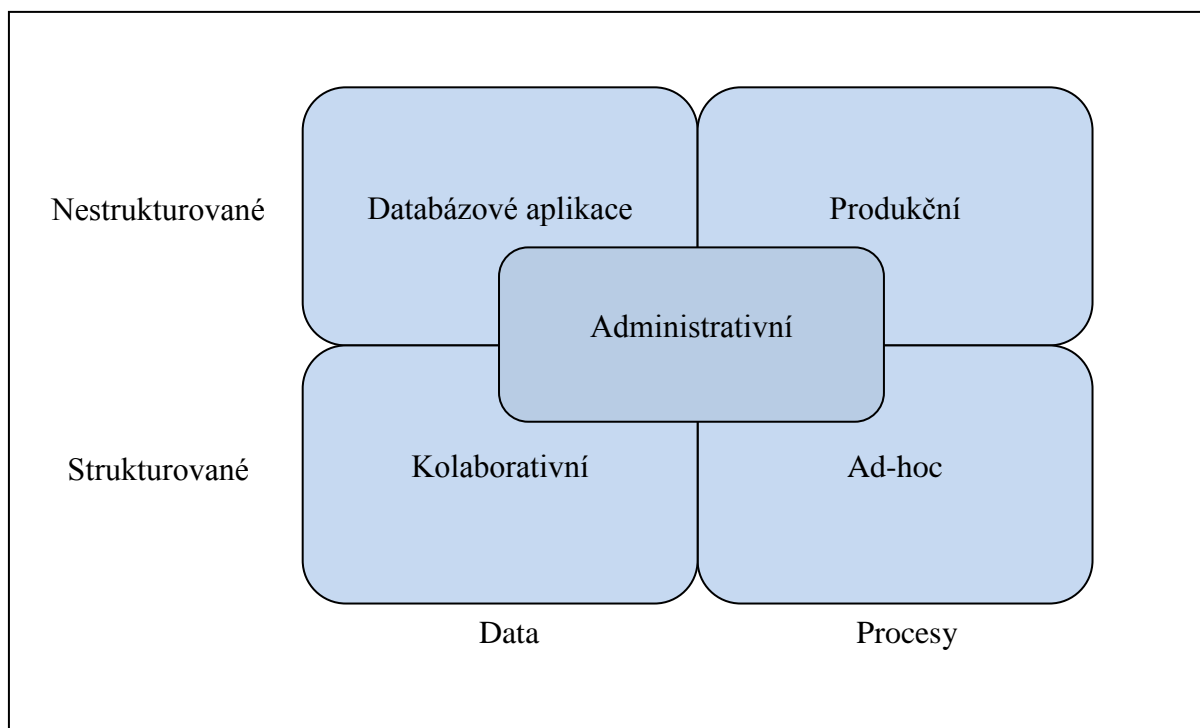 Nestrukturované
Databázové aplikace
Produkční
Administrativní
Strukturované
Kolaborativní
Ad-hoc
Data
Procesy